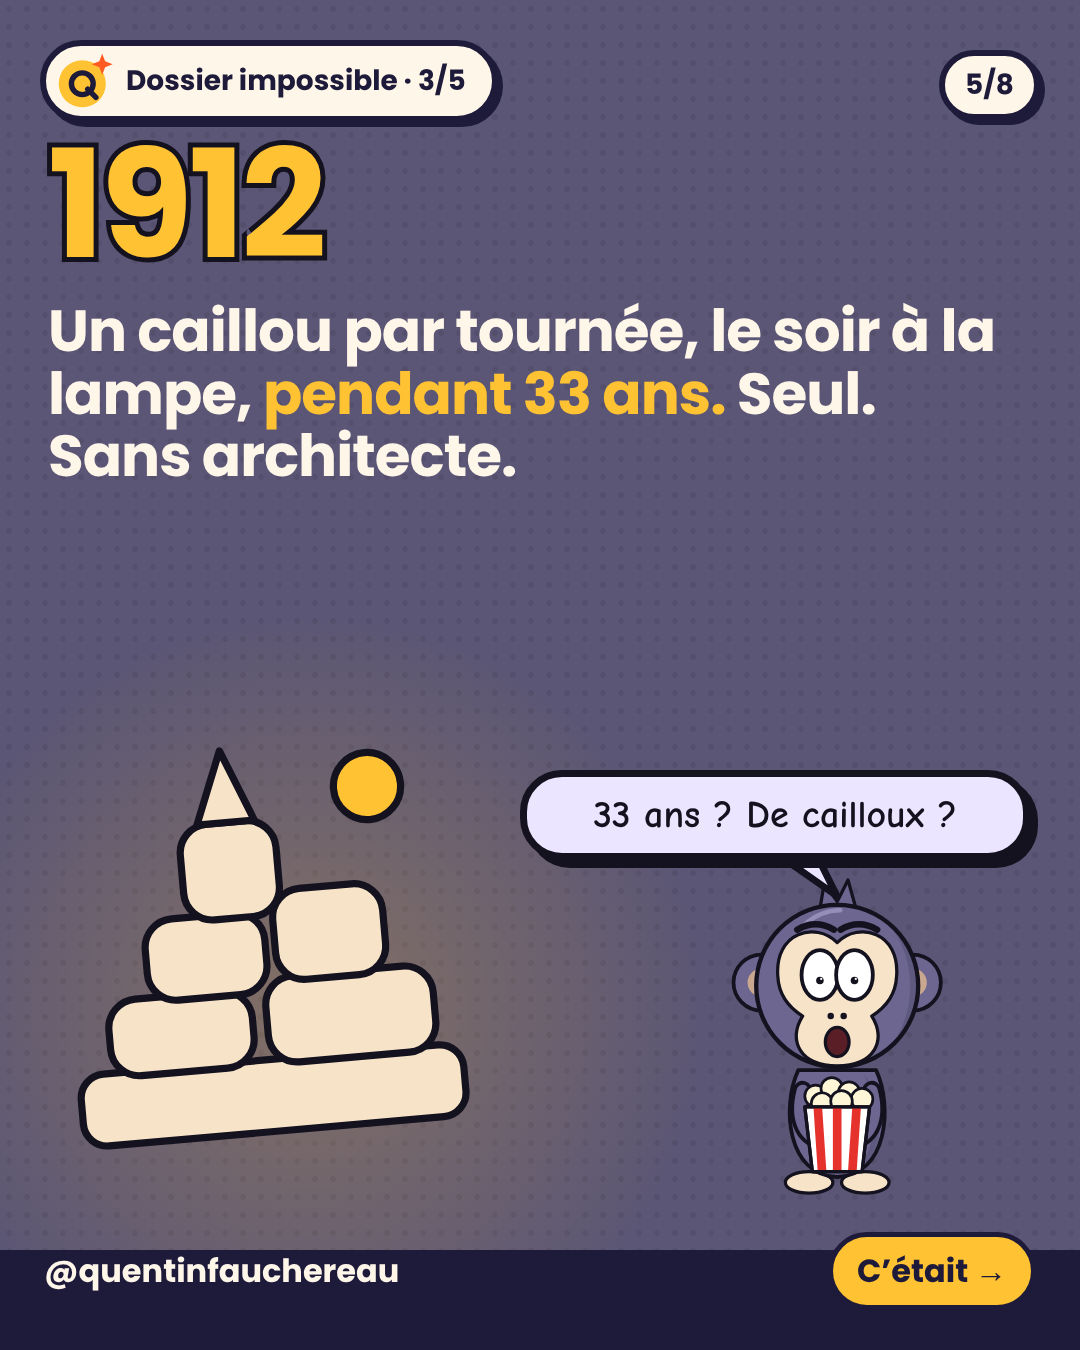 Q Dossier impossible · 3/5
5/8
1912
Un caillou par tournée, le soir à la
lampe, pendant 33 ans. Seul.
Sans architecte.
33 ans ? De cailloux ?
@quentinfauchereau
C’était →